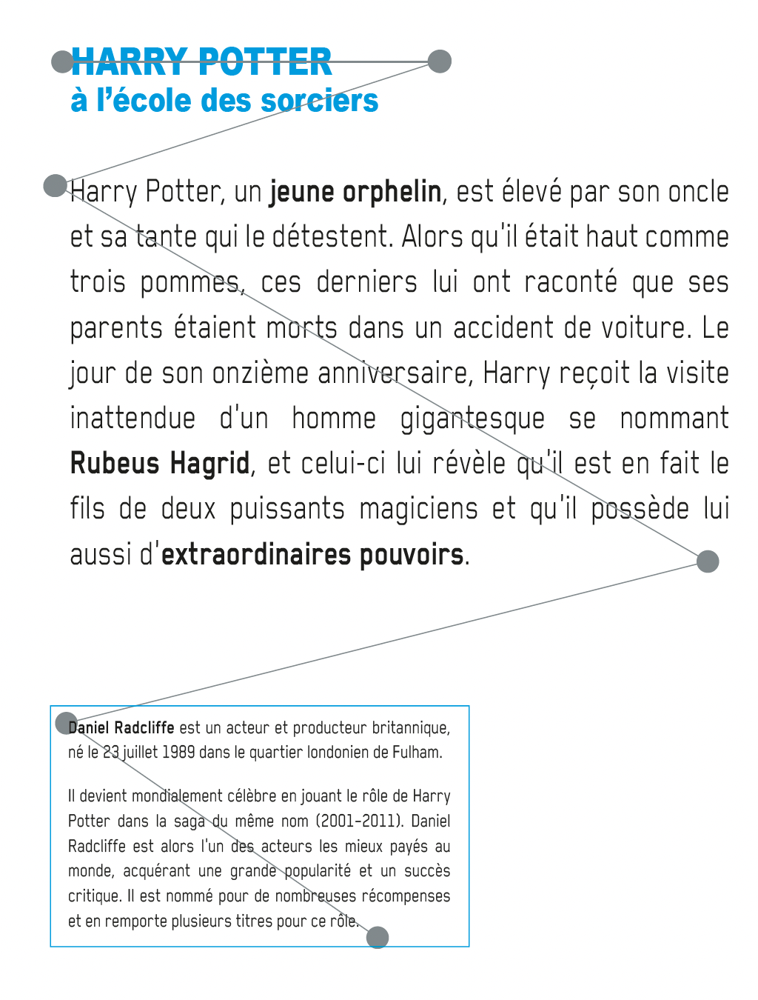 HARRY POTTER
à l’école des sorciers
Harry Potter, un jeune orphelin, est élevé par son oncle
et sa tante qui le détestent. Alors qu'il était haut comme
trois pommes, ces derniers lui ont raconté que ses
parents étaient morts dans un accident de voiture. Le
jour de son onzième anniversaire, Harry reçoit la visite
inattendue d'un homme gigantesque se nommant
Rubeus Hagrid, et celui-ci lui révèle qu'il est en fait le
fils de deux puissants magiciens et qu'il possède lui
aussi d'extraordinaires pouvoirs.
Daniel Radcliffe est un acteur et producteur britannique,
né le 23 juillet 1989 dans le quartier londonien de Fulham.
Il devient mondialement célèbre en jouant le rôle de Harry
Potter dans la saga du même nom (2001-2011). Daniel
Radcliffe est alors l'un des acteurs les mieux payés au
monde, acquérant une grande popularité et un succès
critique. Il est nommé pour de nombreuses récompenses
et en remporte plusieurs titres pour ce rôle.